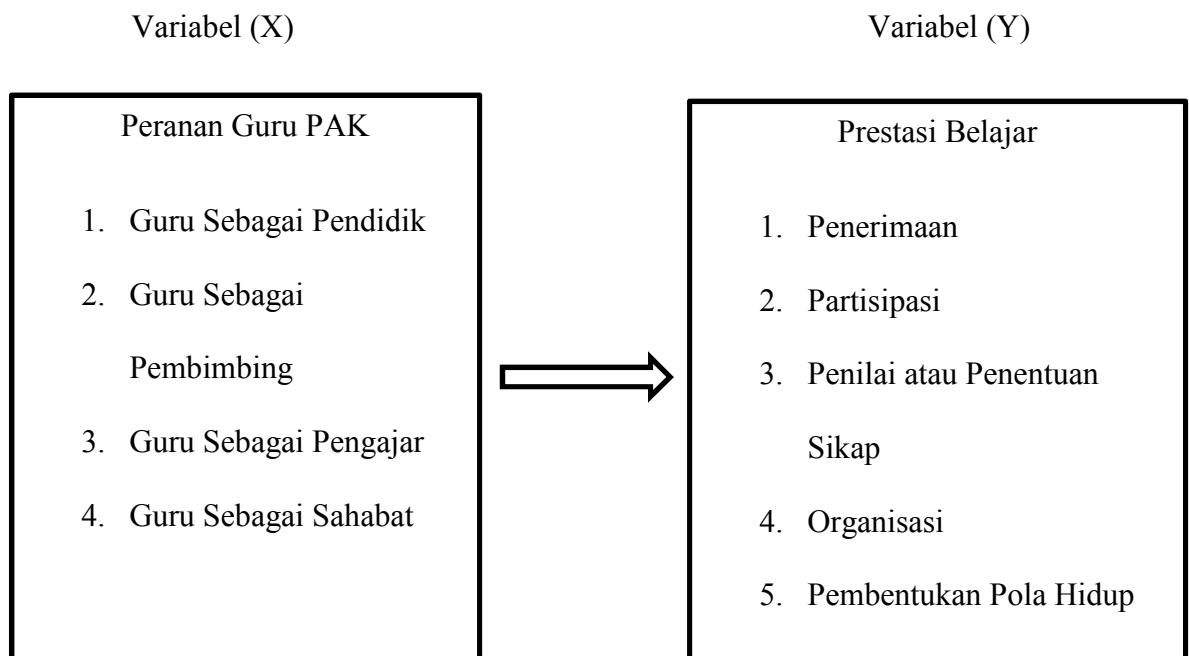 Variabel (X)
Variabel (Y)
Peranan Guru PAK
1. Guru Sebagai Pendidik
2. Guru Sebagai
Pembimbing
3. Guru Sebagai Pengajar
4. Guru Sebagai Sahabat
Prestasi Belajar
1. Penerimaan
2. Partisipasi
3. Penilai atau Penentuan
Sikap
4. Organisasi
5. Pembentukan Pola Hidup